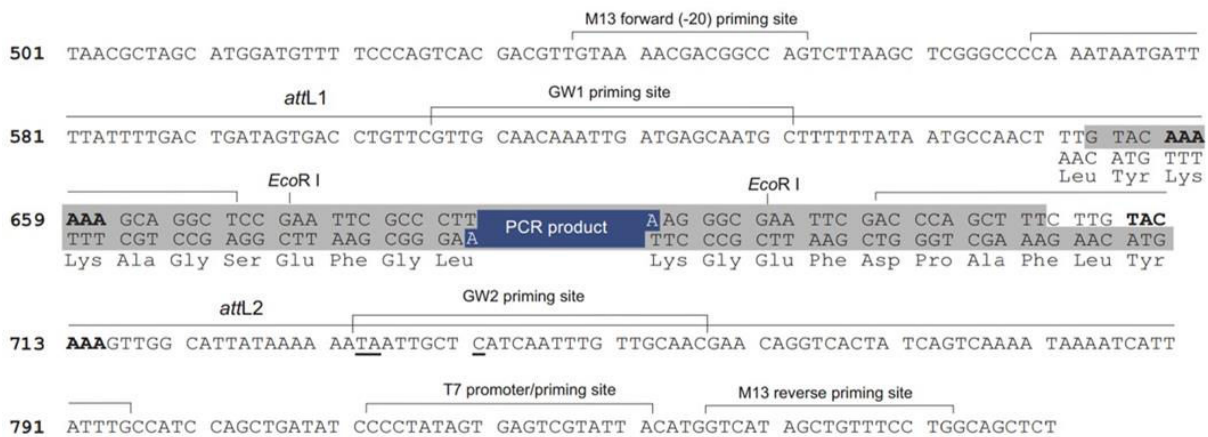 M13 forward (-20) priming site
501 TAACGCTAGC ATGGATGTTT TCCCAGTCAC GACGTTGTAA AACGACGGCC AGTCTTAAGC TCGGGCCCCA AATAATGATT
attL1 GW1 priming site
581 TTATTTTGAC TGATAGTGAC CTGTTCGTTG CAACAAATTG ATGAGCAATG CTTTTTTATA ATGCCAACT TTG TAC AAA
AAC ATG TTT
Leu Tyr Lys
EcoR I EcoR I
659 AAA GCA GGC TCC GAA TTC GCC CTT PCR product A AG GGC GAA TTC GAC CCA GCT TTC TTG TAC
TTT CGT CCG AGG CTT AAG CGG GAA TTC CCG CTT AAG CTG GGT CGA AAG AAC ATG
Lys Ala Gly Ser Glu Phe Gly Leu Lys Gly Glu Phe Asp Pro Ala Phe Leu Tyr
attL2 GW2 priming site
713 AAAGTTGG CATTATAAAA AATAATTGCT CATCAATTTG TTGCAACGAA CAGGTCACTA TCAGTCAAAA TAAAATCATT
T7 promoter/priming site M13 reverse priming site
791 ATTTGCCATC CAGCTGATAT CCCCTATAGT GAGTCGTATT ACATGGTCAT AGCTGTTTCC TGGCAGCTCT